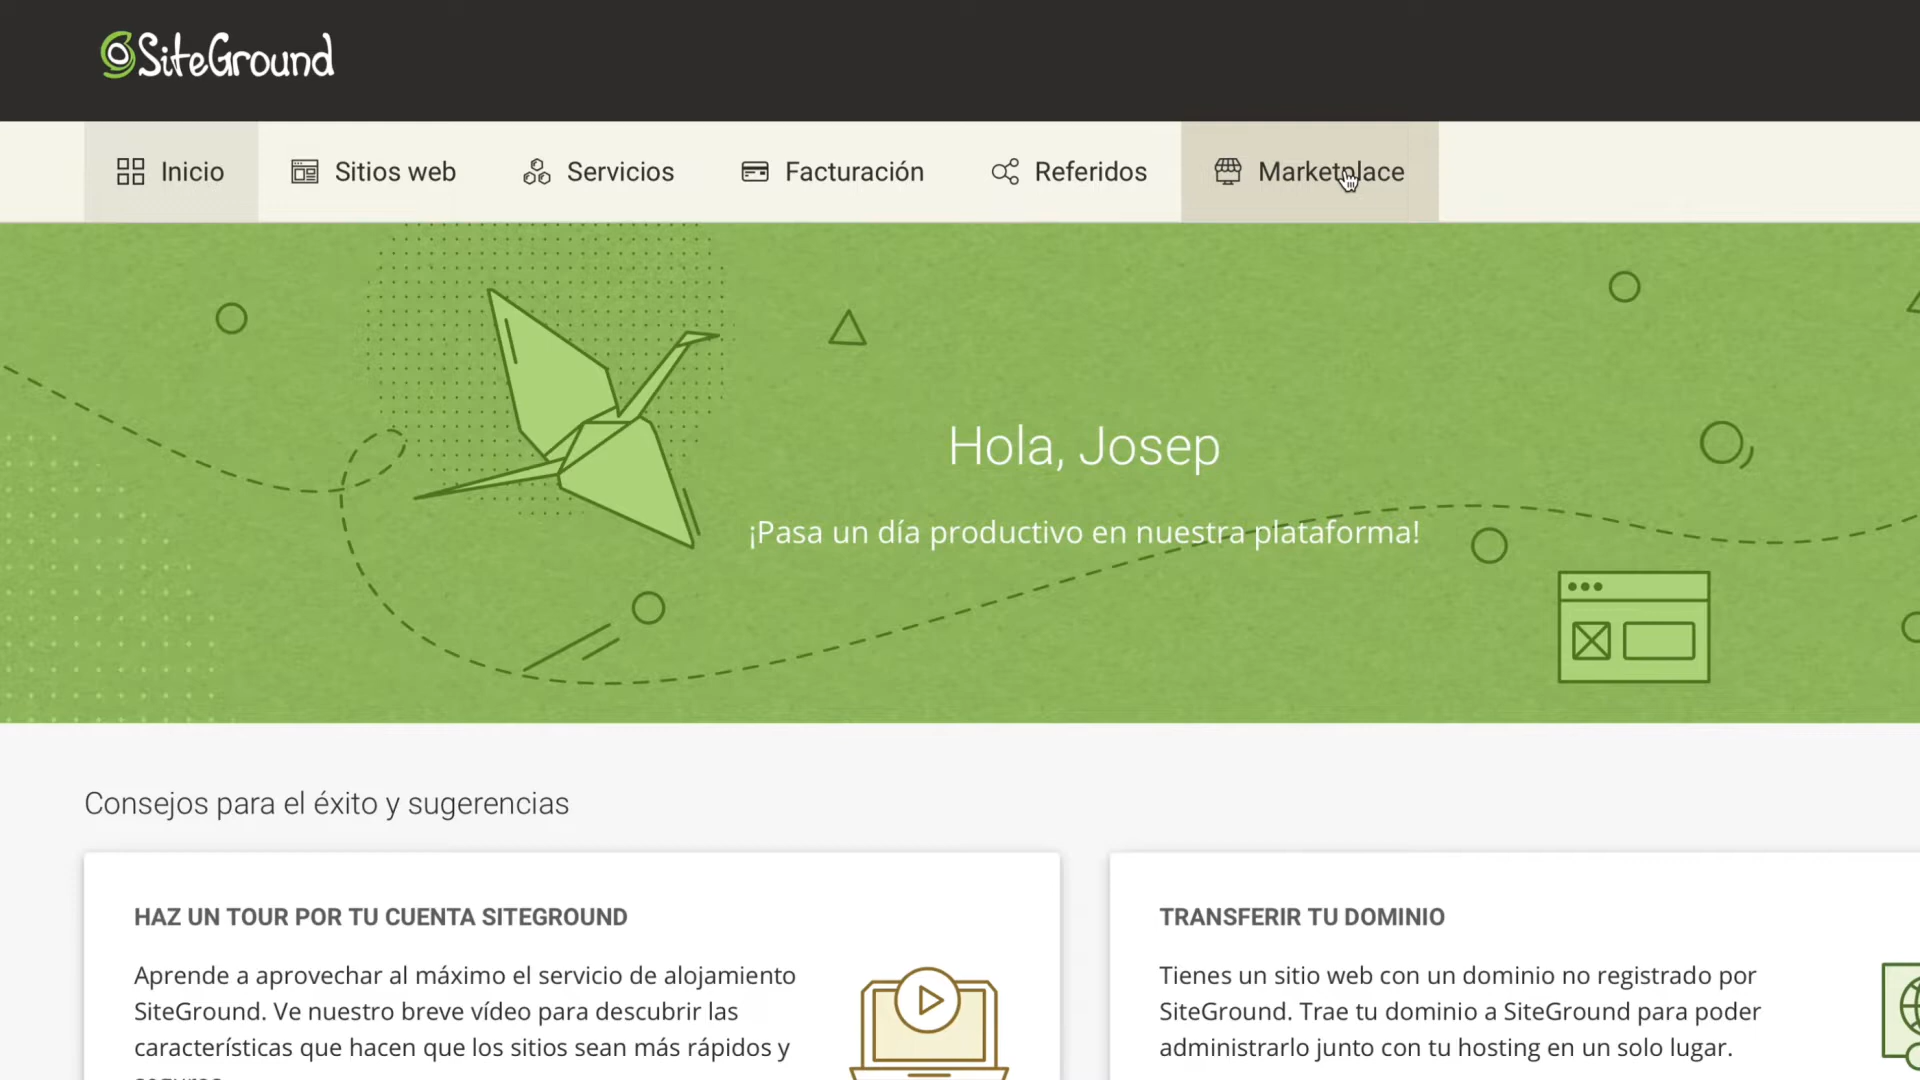 SiteGround
Inicio
Sitios web
Servicios
Facturación
Referidos
Marketplace
Hola, Josep
¡Pasa un día productivo en nuestra plataforma!
Consejos para el éxito y sugerencias
HAZ UN TOUR POR TU CUENTA SITEGROUND
Aprende a aprovechar al máximo el servicio de alojamiento
SiteGround. Ve nuestro breve vídeo para descubrir las
características que hacen que los sitios sean más rápidos y
TRANSFERIR TU DOMINIO
Tienes un sitio web con un dominio no registrado por
SiteGround. Trae tu dominio a SiteGround para poder
administrarlo junto con tu hosting en un solo lugar.